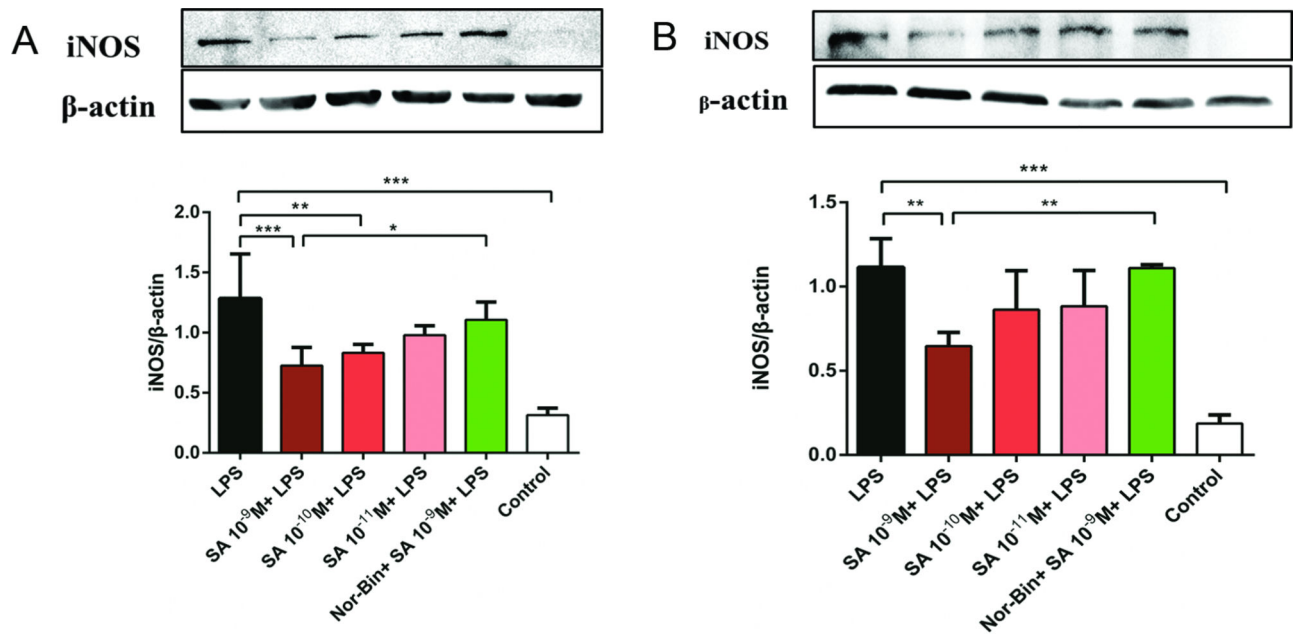 A
iNOS
β-actin
***
**
***
*
2.0
1.5
1.0
0.5
0.0
iNOS/β-actin
LPS
SA 10⁻⁹M+ LPS
SA 10⁻¹⁰M+ LPS
SA 10⁻¹¹M+ LPS
Nor-Bin+ SA 10⁻⁹M+ LPS
Control
B
iNOS
β-actin
***
**
**
1.5
1.0
0.5
0.0
iNOS/β-actin
LPS
SA 10⁻⁹M+ LPS
SA 10⁻¹⁰M+ LPS
SA 10⁻¹¹M+ LPS
Nor-Bin+ SA 10⁻⁹M+ LPS
Control